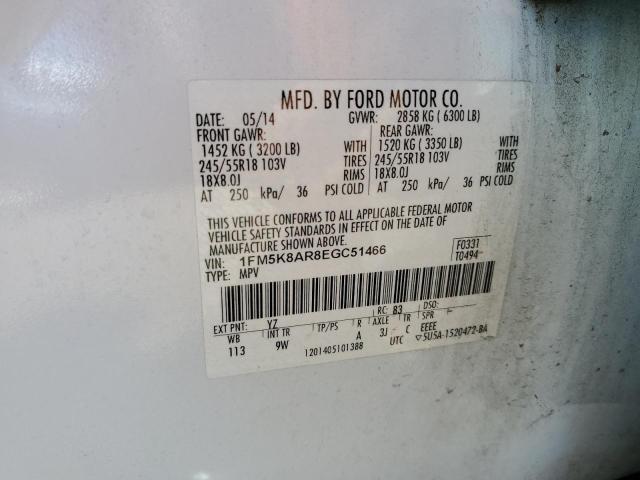 MFD. BY FORD MOTOR CO.
DATE: 05/14 GVWR: 2858 KG ( 6300 LB)
FRONT GAWR: REAR GAWR:
1452 KG ( 3200 LB) WITH 1520 KG ( 3350 LB) WITH
245/55R18 103V TIRES 245/55R18 103V TIRES
18X8.0J RIMS 18X8.0J RIMS
AT 250 kPa/ 36 PSI COLD AT 250 kPa/ 36 PSI COLD
THIS VEHICLE CONFORMS TO ALL APPLICABLE FEDERAL MOTOR
VEHICLE SAFETY STANDARDS IN EFFECT ON THE DATE OF
MANUFACTURE SHOWN ABOVE.
VIN: 1FM5K8AR8EGC51466 F0331
TYPE: MPV T0494
EXT PNT: YZ RC: 83 DSO:
WB INT TR TP/PS R AXLE TR SPR
113 9W A 3J C EEEE
1201405101388 UTC 5U5A-1520472-BA